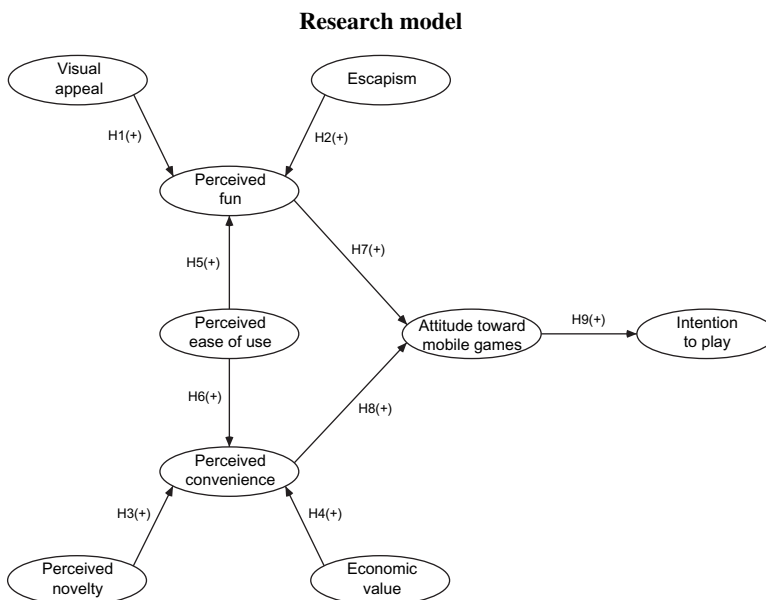 Research model
Visual
appeal
Escapism
H1(+)
H2(+)
Perceived
fun
H7(+)
H5(+)
Perceived
ease of use
Attitude toward
mobile games
H9(+)
Intention
to play
H6(+)
H8(+)
Perceived
convenience
H3(+)
H4(+)
Perceived
novelty
Economic
value